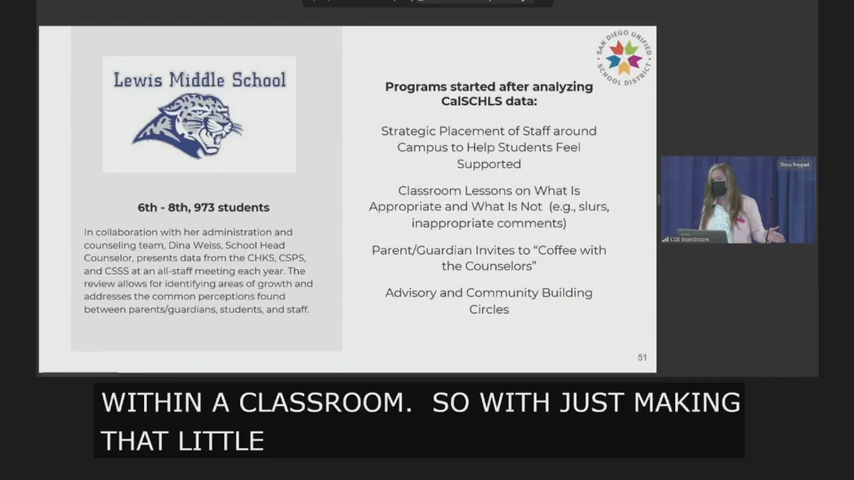 Lewis Middle School
6th - 8th, 973 students
In collaboration with her administration and
counseling team, Dina Weiss, School Head
Counselor, presents data from the CHKS, CSPS,
and CSSS at an all-staff meeting each year. The
review allows for identifying areas of growth and
addresses the common perceptions found
between parents/guardians, students, and staff.
SAN DIEGO UNIFIED
SCHOOL DISTRICT
Programs started after analyzing
CalSCHLS data:
Strategic Placement of Staff around
Campus to Help Students Feel
Supported
Classroom Lessons on What Is
Appropriate and What Is Not (e.g., slurs,
inappropriate comments)
Parent/Guardian Invites to “Coffee with
the Counselors”
Advisory and Community Building
Circles
51
Show Keypad
CDE Boardroom
WITHIN A CLASSROOM. SO WITH JUST MAKING
THAT LITTLE